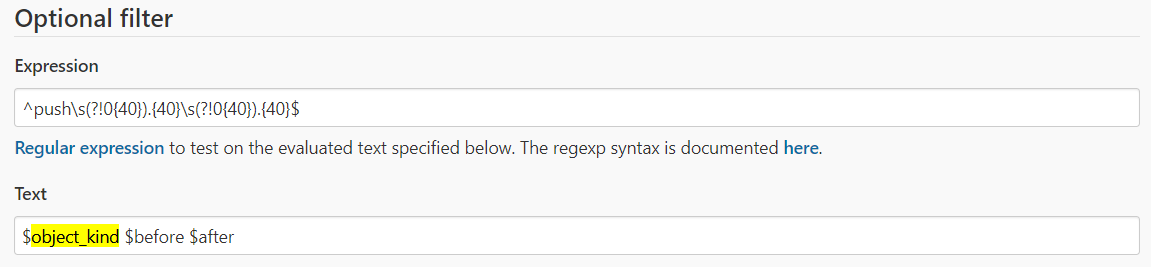 Optional filter
Expression
^push\s(?!0{40}).{40}\s(?!0{40}).{40}$
Regular expression to test on the evaluated text specified below. The regexp syntax is documented here.
Text
$object_kind $before $after